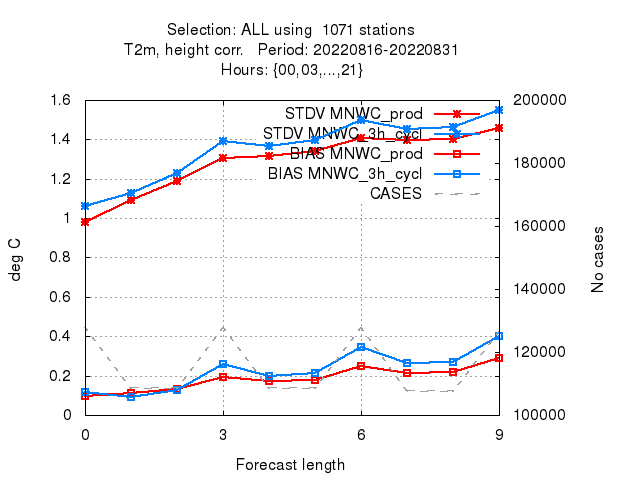 Selection: ALL using  1071 stations
T2m, height corr.   Period: 20220816-20220831
Hours: {00,03,...,21}
STDV MNWC_prod
STDV MNWC_3h_cycl
BIAS MNWC_prod
BIAS MNWC_3h_cycl
CASES
1.6
1.4
1.2
1
0.8
0.6
0.4
0.2
0
deg C
200000
180000
160000
140000
120000
100000
No cases
0 3 6 9
Forecast length